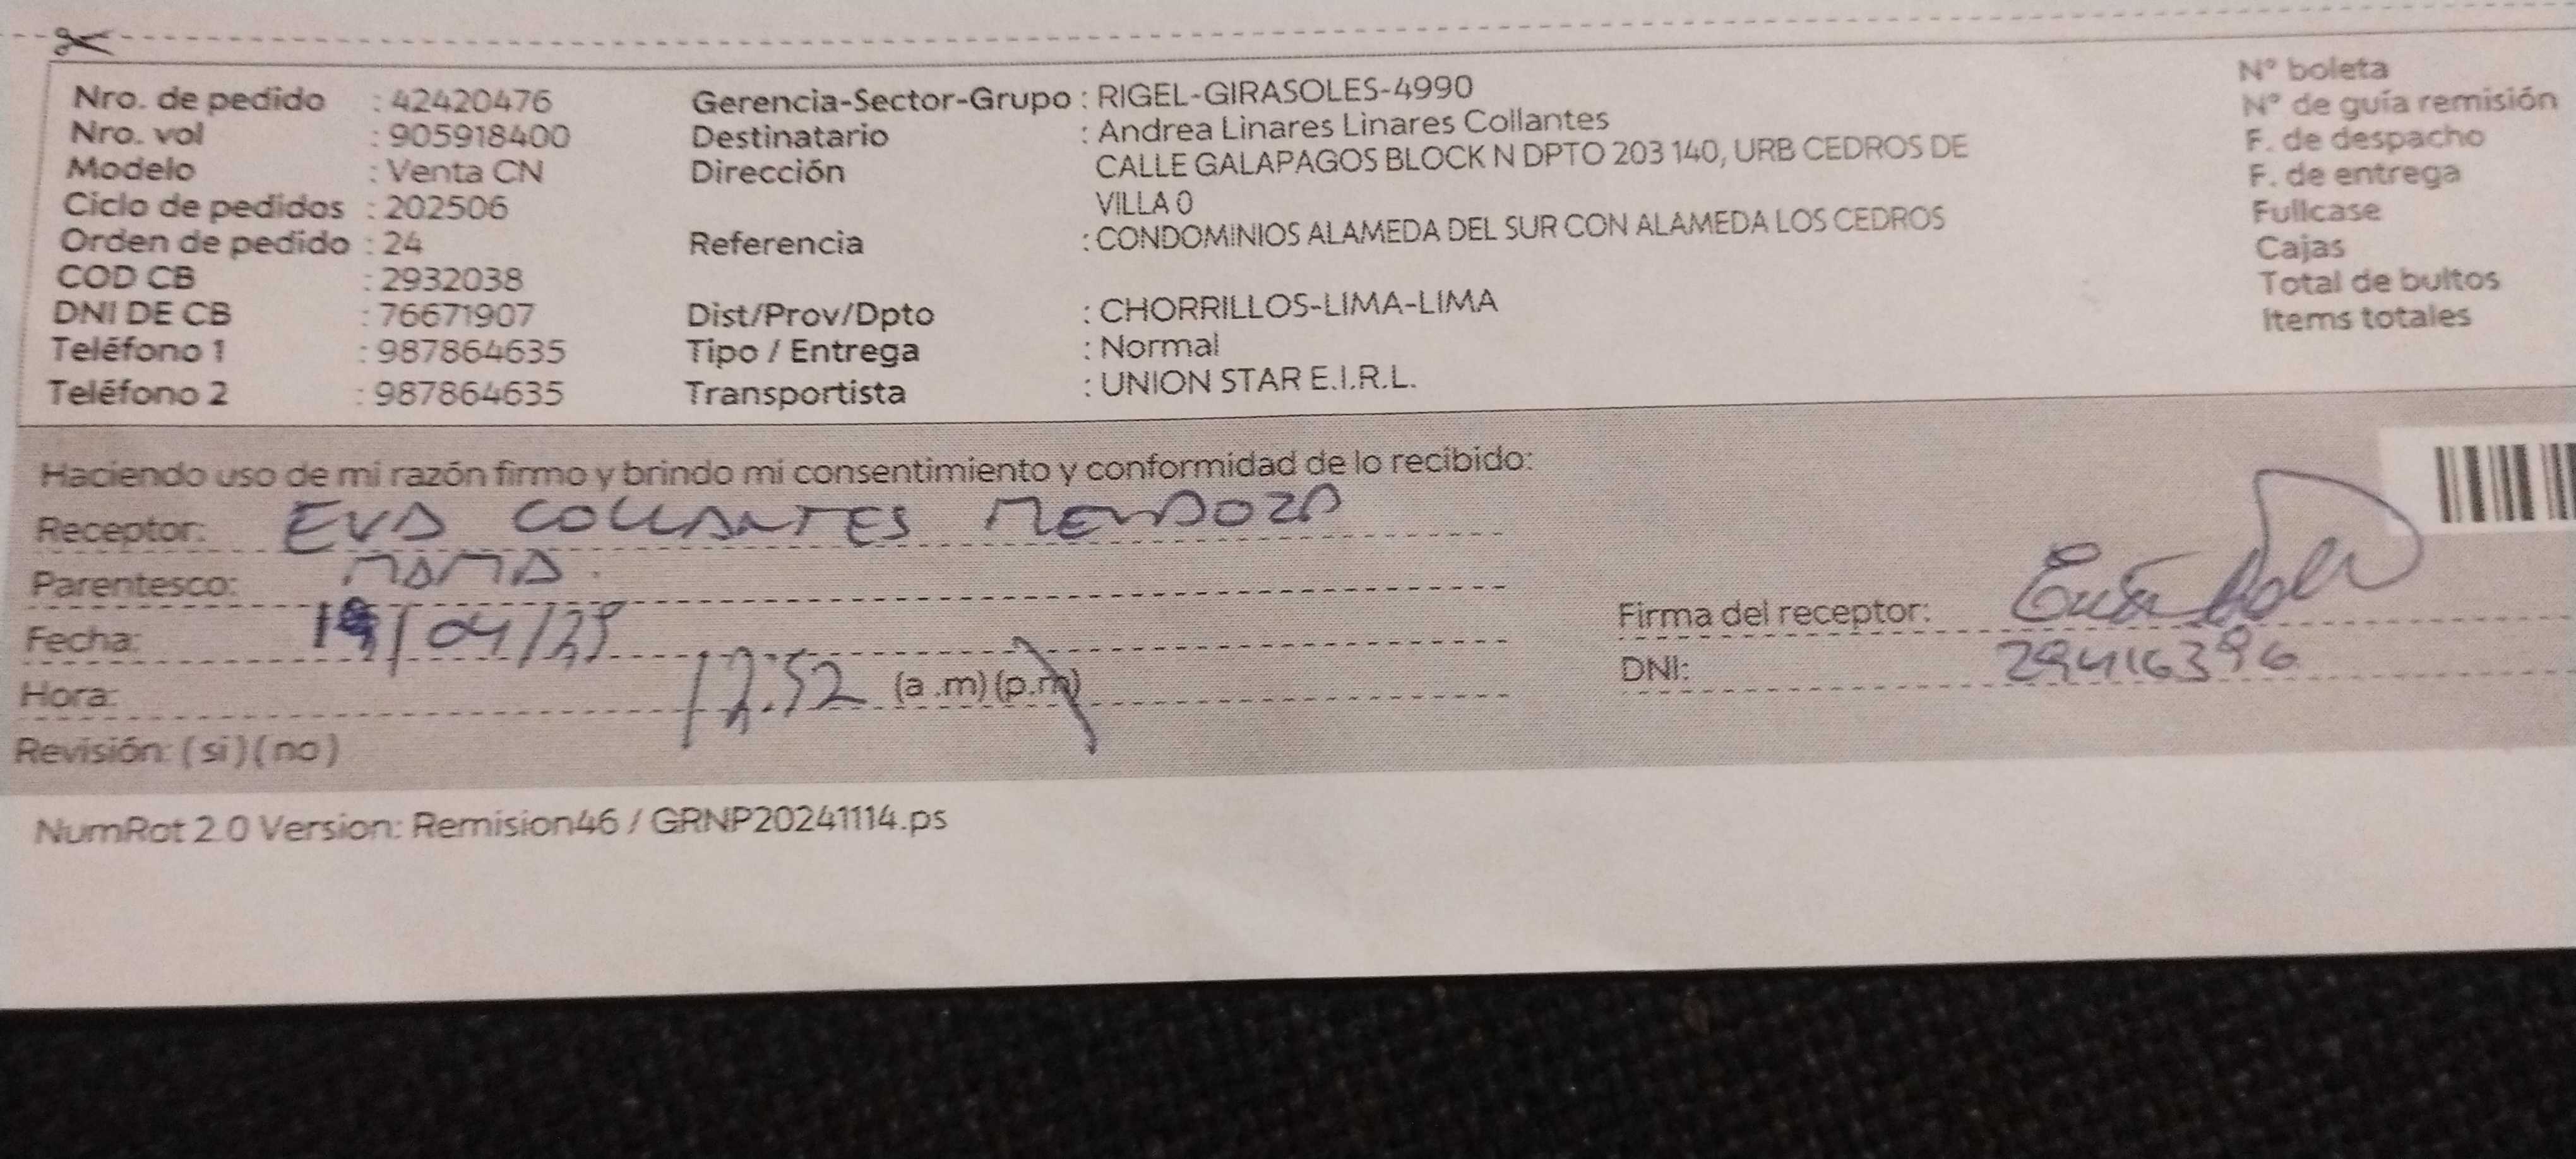 Nro. de pedido : 42420476
Nro. vol : 905918400
Modelo : Venta CN
Ciclo de pedidos : 202506
Orden de pedido : 24
COD CB : 2932038
DNI DE CB : 76671907
Teléfono 1 : 987864635
Teléfono 2 : 987864635
Gerencia-Sector-Grupo : RIGEL-GIRASOLES-4990
Destinatario : Andrea Linares Linares Collantes
Dirección CALLE GALAPAGOS BLOCK N DPTO 203 140, URB CEDROS DE
VILLA 0
Referencia : CONDOMINIOS ALAMEDA DEL SUR CON ALAMEDA LOS CEDROS
Dist/Prov/Dpto : CHORRILLOS-LIMA-LIMA
Tipo / Entrega : Normal
Transportista : UNION STAR E.I.R.L.
Nº boleta
Nº de guía remisión
F. de despacho
F. de entrega
Fullcase
Cajas
Total de bultos
Items totales
Haciendo uso de mi razón firmo y brindo mi consentimiento y conformidad de lo recibido:
Receptor: EVA COLLANTES MENDOZA
Parentesco: MAMA
Fecha: /04/25
Hora: 12:52 (a .m) (p.m)
Revisión: (si) (no)
Firma del receptor:
DNI: 29416396
NumRot 2.0 Version: Remision46 / GRNP20241114.ps